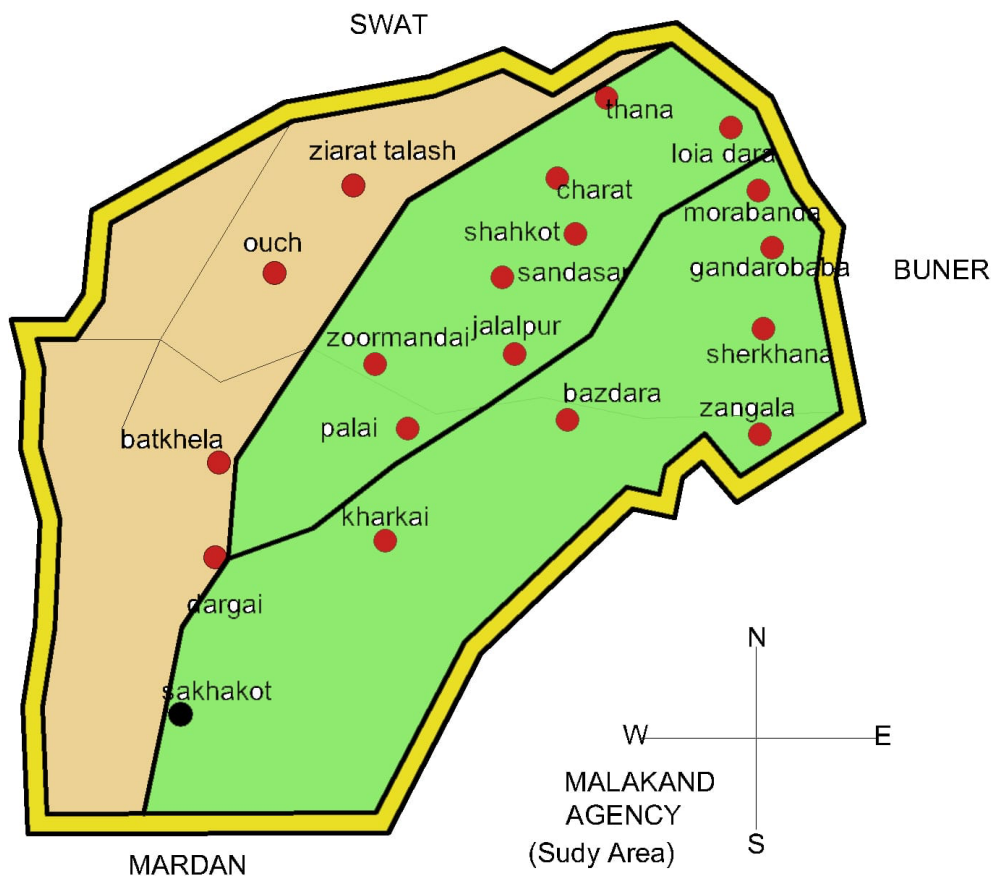 SWAT
thana
loia dara
ziarat talash
charat
morabanda
shahkot
ouch
gandarobaba
BUNER
sandasar
jalalpur
zoormandai
sherkhana
bazdara
zangala
palai
batkhela
kharkai
dargai
N
sakhakot
W
E
MALAKAND
AGENCY
(Sudy Area)
S
MARDAN